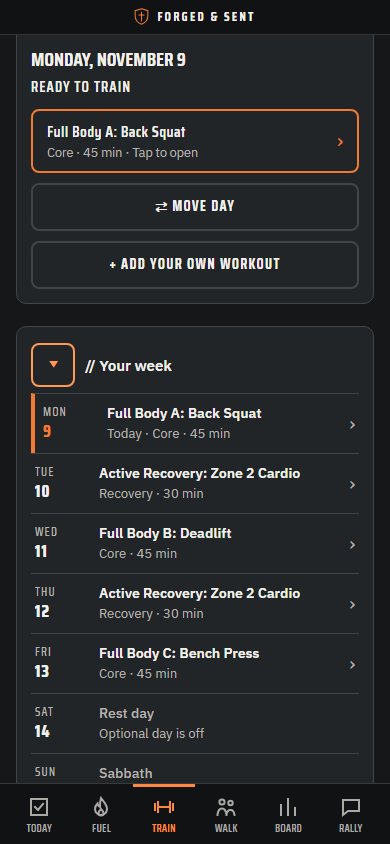 FORGED & SENT
MONDAY, NOVEMBER 9
READY TO TRAIN
Full Body A: Back Squat
Core · 45 min · Tap to open
⇄ MOVE DAY
+ ADD YOUR OWN WORKOUT
// Your week
MON
9
Full Body A: Back Squat
Today · Core · 45 min
TUE
10
Active Recovery: Zone 2 Cardio
Recovery · 30 min
WED
11
Full Body B: Deadlift
Core · 45 min
THU
12
Active Recovery: Zone 2 Cardio
Recovery · 30 min
FRI
13
Full Body C: Bench Press
Core · 45 min
SAT
14
Rest day
Optional day is off
SUN
Sabbath
TODAY
FUEL
TRAIN
WALK
BOARD
RALLY